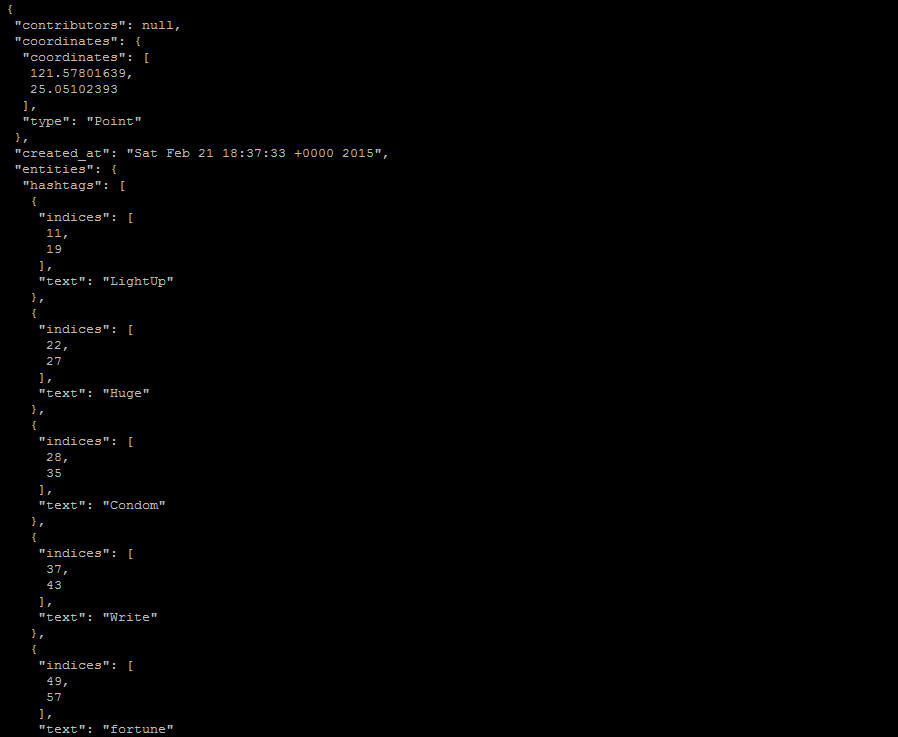 {
"contributors": null,
"coordinates": {
"coordinates": [
121.57801639,
25.05102393
],
"type": "Point"
},
"created_at": "Sat Feb 21 18:37:33 +0000 2015",
"entities": {
"hashtags": [
{
"indices": [
11,
19
],
"text": "LightUp"
},
{
"indices": [
22,
27
],
"text": "Huge"
},
{
"indices": [
28,
35
],
"text": "Condom"
},
{
"indices": [
37,
43
],
"text": "Write"
},
{
"indices": [
49,
57
],
"text": "fortune"